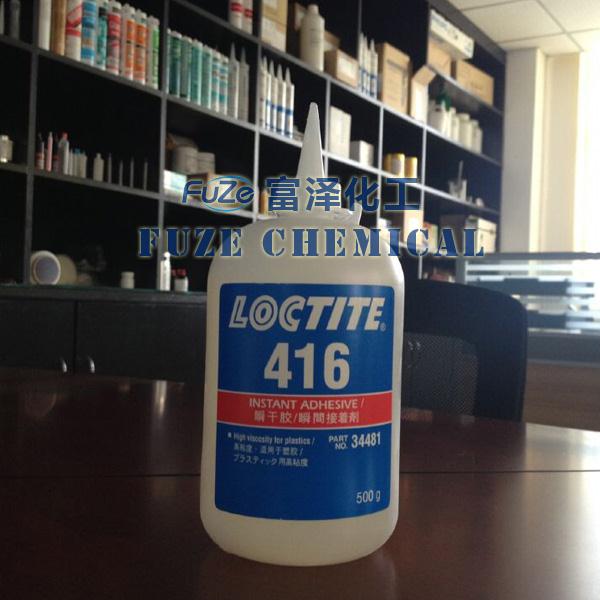 FuZe 富泽化工
FUZE CHEMICAL
LOCTITE®
416
INSTANT ADHESIVE /
瞬干胶/瞬間接着剤
High viscosity for plastics /
高粘度，适用于塑胶/
プラスティック用高粘度
PART NO. 34481
500 g